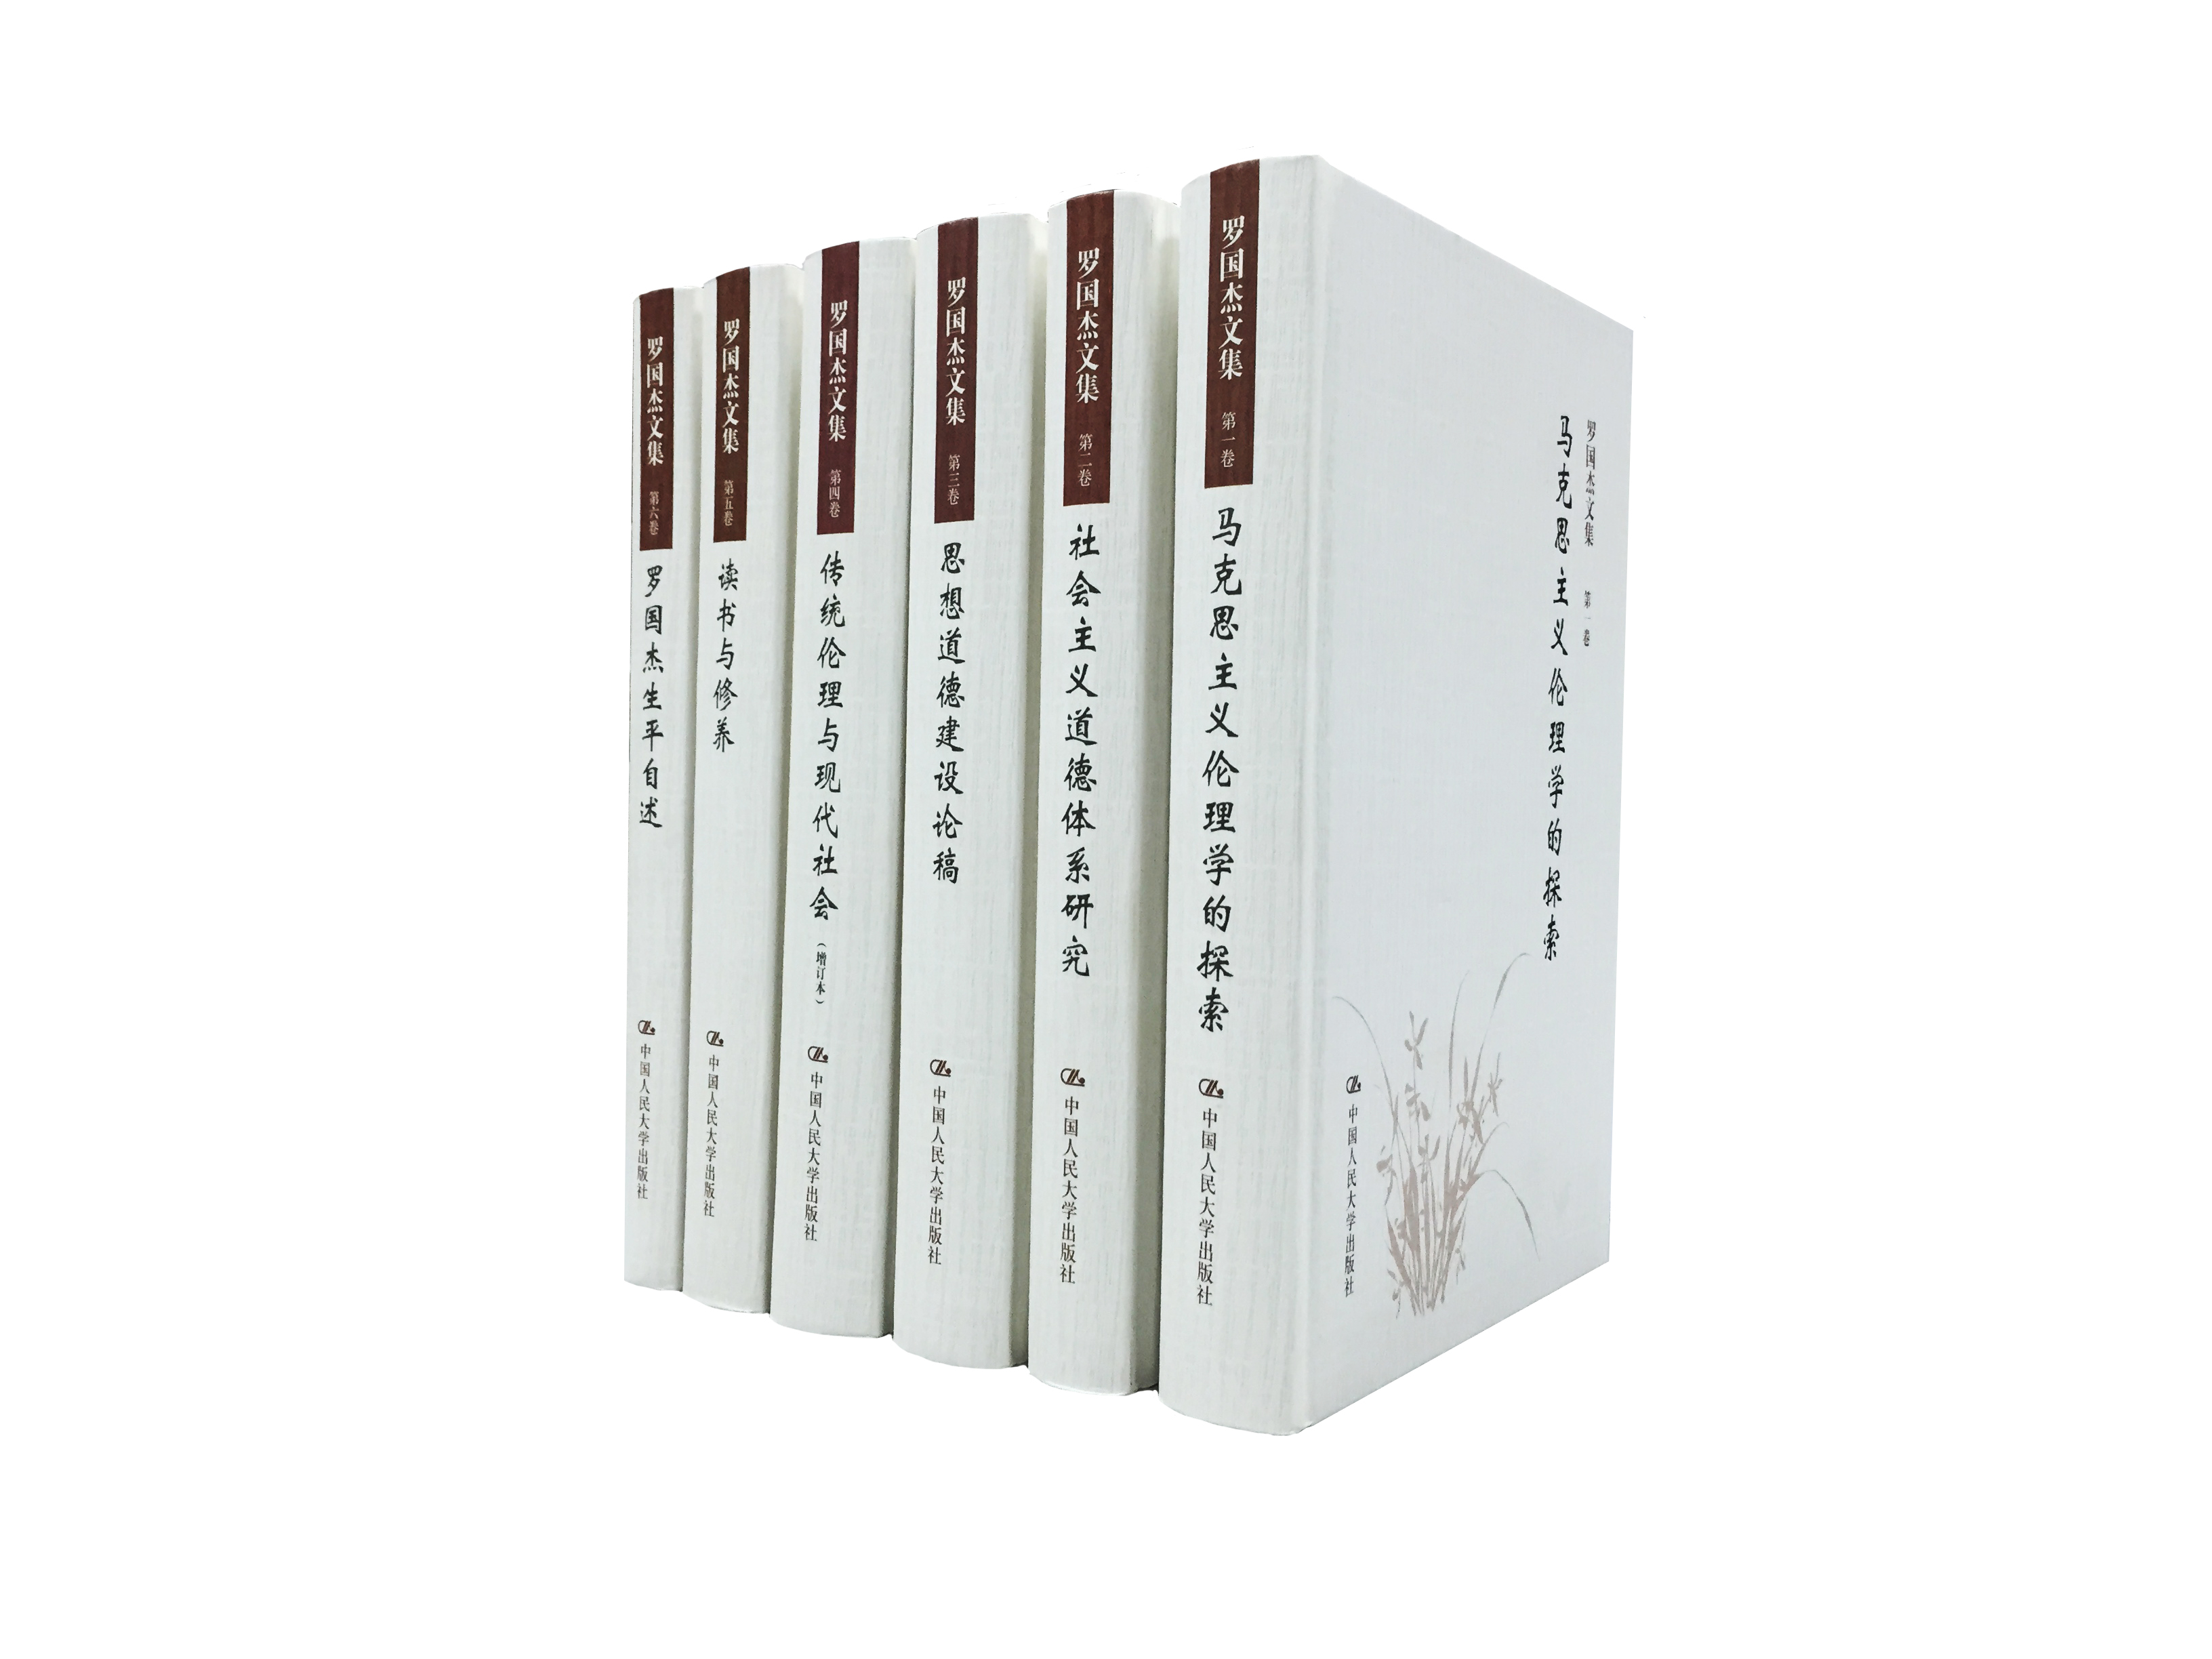 罗国杰文集
第六卷
罗国杰生平自述
中国人民大学出版社
罗国杰文集
第五卷
读书与修养
中国人民大学出版社
罗国杰文集
第四卷
传统伦理与现代社会
（增订本）
中国人民大学出版社
罗国杰文集
第三卷
思想道德建设论稿
中国人民大学出版社
罗国杰文集
第二卷
社会主义道德体系研究
中国人民大学出版社
罗国杰文集
第一卷
马克思主义伦理学的探索
中国人民大学出版社
罗国杰文集
第一卷
马克思主义伦理学的探索
中国人民大学出版社